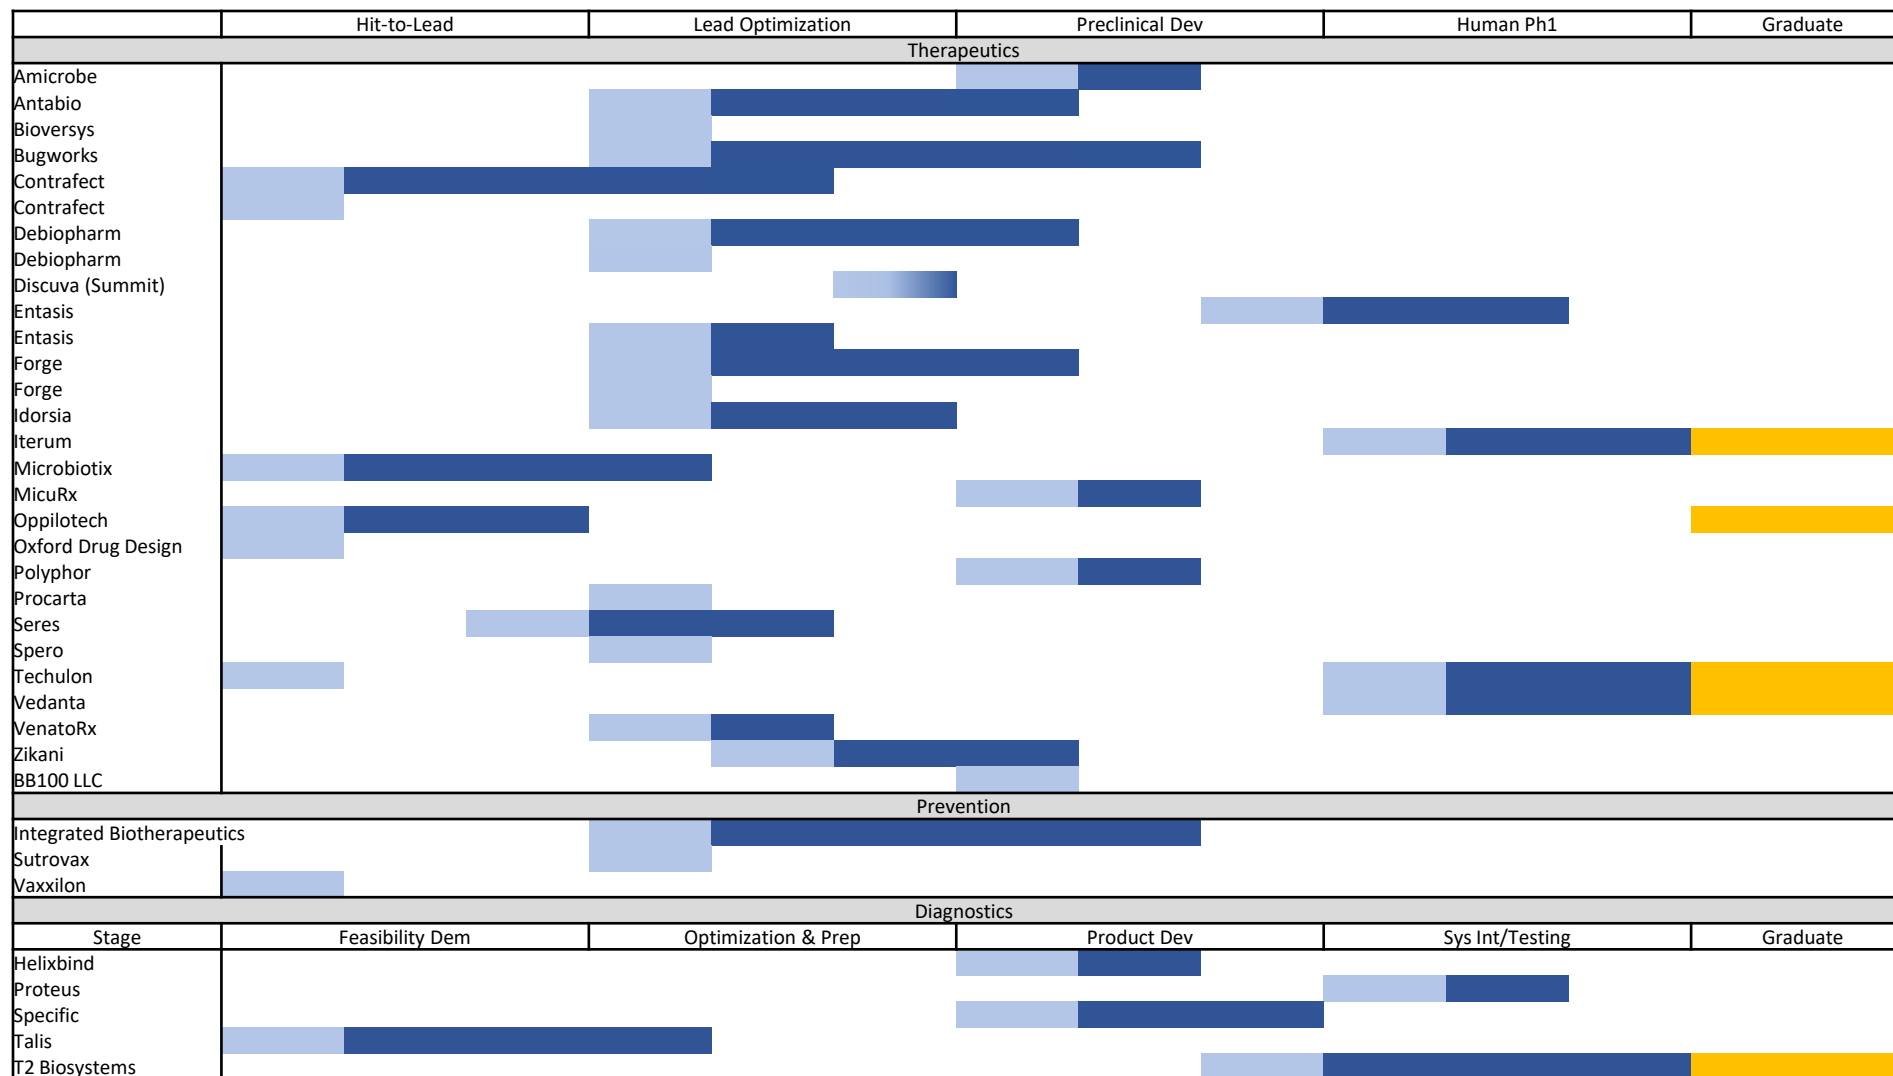 Hit-to-Lead Lead Optimization Preclinical Dev Human Ph1 Graduate
Therapeutics
Amicrobe
Antabio
Bioversys
Bugworks
Contrafect
Contrafect
Debiopharm
Debiopharm
Discuva (Summit)
Entasis
Entasis
Forge
Forge
Idorsia
Iterum
Microbiotix
MicuRx
Oppilotech
Oxford Drug Design
Polyphor
Procarta
Seres
Spero
Techulon
Vedanta
VenatoRx
Zikani
BB100 LLC
Prevention
Integrated Biotherapeutics
Sutrovax
Vaxxilon
Diagnostics
Stage Feasibility Dem Optimization & Prep Product Dev Sys Int/Testing Graduate
Helixbind
Proteus
Specific
Talis
T2 Biosystems